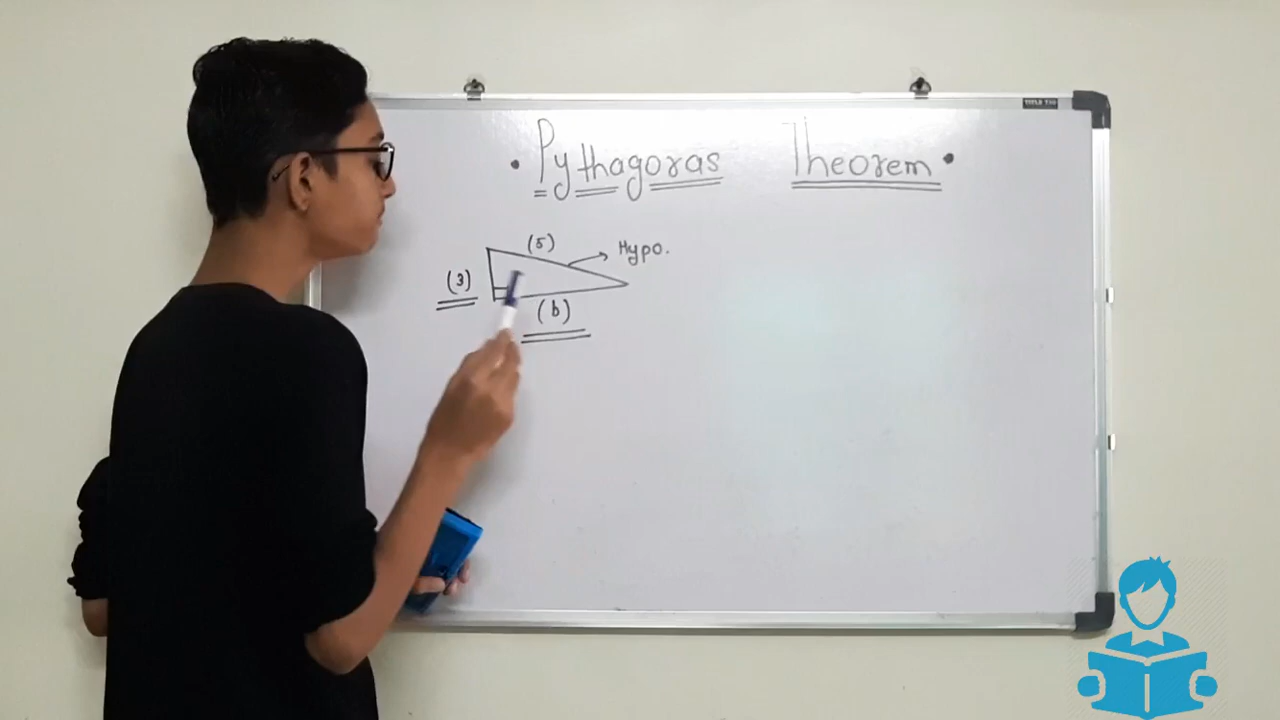 • Pythagoras Theorem •
(5)
Hypo.
(3)
(b)